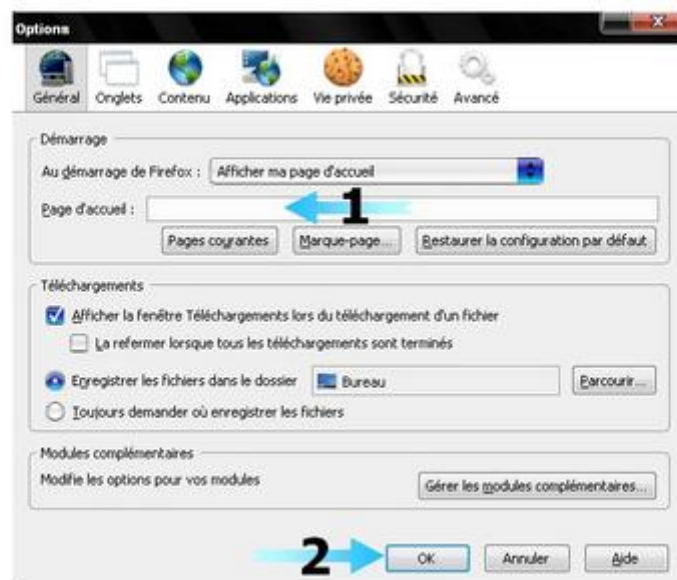 Options
Général Onglets Contenu Applications Vie privée Sécurité Avancé
Démarrage
Au démarrage de Firefox : Afficher ma page d'accueil
Page d'accueil : 1
Pages courantes Marque-page... Restaurer la configuration par défaut
Téléchargements
Afficher la fenêtre Téléchargements lors du téléchargement d'un fichier
La refermer lorsque tous les téléchargements sont terminés
Enregistrer les fichiers dans le dossier Bureau Parcourir...
Toujours demander où enregistrer les fichiers
Modules complémentaires
Modifie les options pour vos modules Gérer les modules complémentaires...
2 OK Annuler Aide